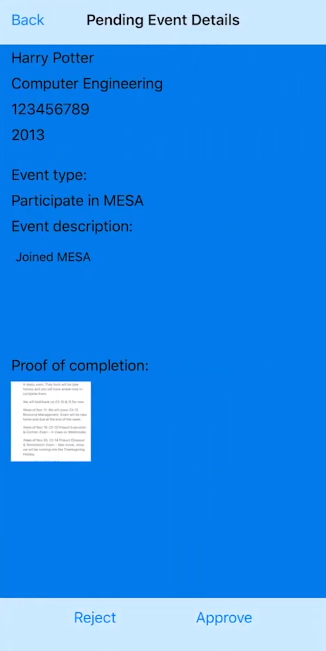 Back
Pending Event Details
Harry Potter
Computer Engineering
123456789
2013
Event type:
Participate in MESA
Event description:
Joined MESA
Proof of completion:
Reject
Approve